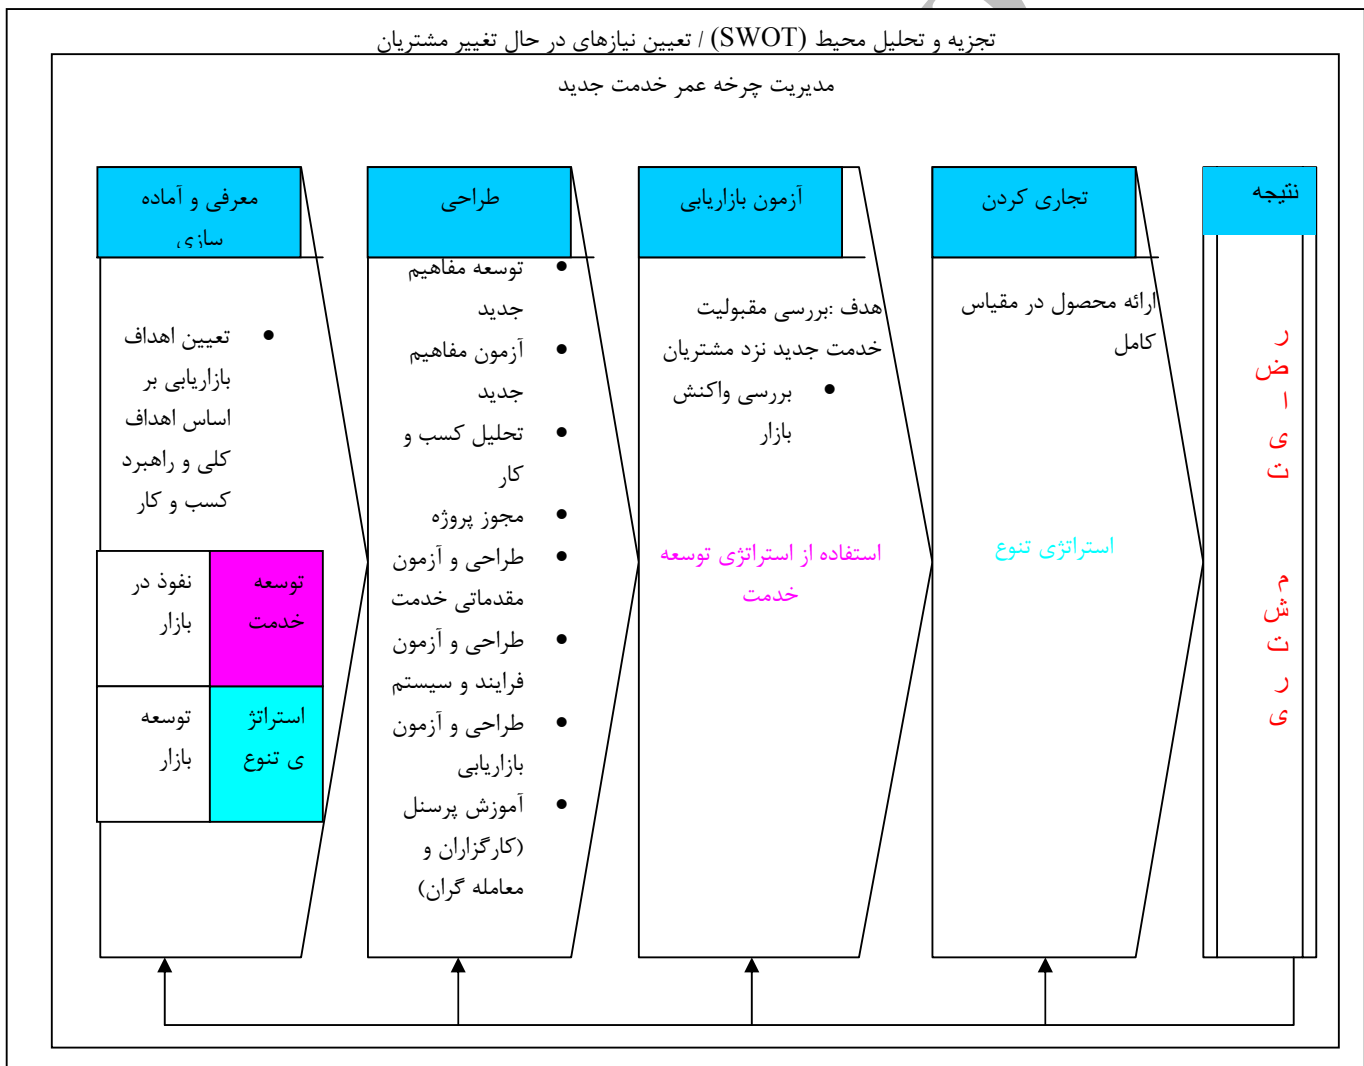 تجزیه و تحلیل محیط (SWOT) / تعیین نیازهای در حال تغییر مشتریان
مدیریت چرخه عمر خدمت جدید
معرفی و آماده
سازی
• تعیین اهداف
بازاریابی بر
اساس اهداف
کلی و راهبرد
کسب و کار
نفوذ در
بازار
توسعه
خدمت
توسعه
بازار
استراتژ
ی تنوع
طراحی
• توسعه مفاهیم
جدید
• آزمون مفاهیم
جدید
• تحلیل کسب و
کار
• مجوز پروژه
• طراحی و آزمون
مقدماتی خدمت
• طراحی و آزمون
فرایند و سیستم
• طراحی و آزمون
بازاریابی
• آموزش پرسنل
(کارگزاران و
معامله گران)
آزمون بازاریابی
هدف :بررسی مقبولیت
خدمت جدید نزد مشتریان
• بررسی واکنش
بازار
استفاده از استراتژی توسعه
خدمت
تجاری کردن
ارائه محصول در مقیاس
کامل
استراتژی تنوع
نتیجه
ر
ض
ا
ی
ت
م
ش
ت
ر
ی